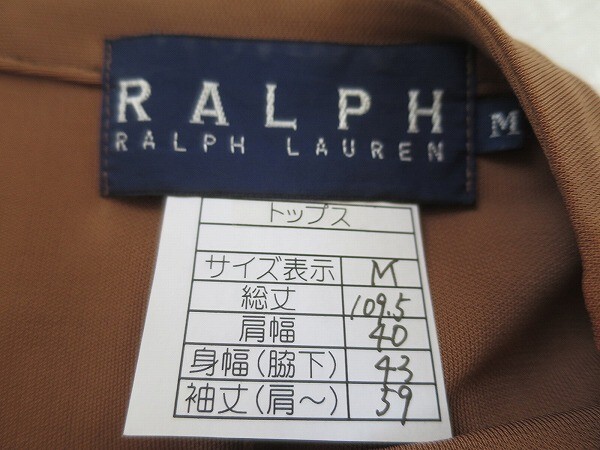 RALPH
RALPH LAUREN
M
トップス
サイズ表示 M
総丈 109.5
肩幅 40
身幅(脇下) 43
袖丈(肩〜) 59